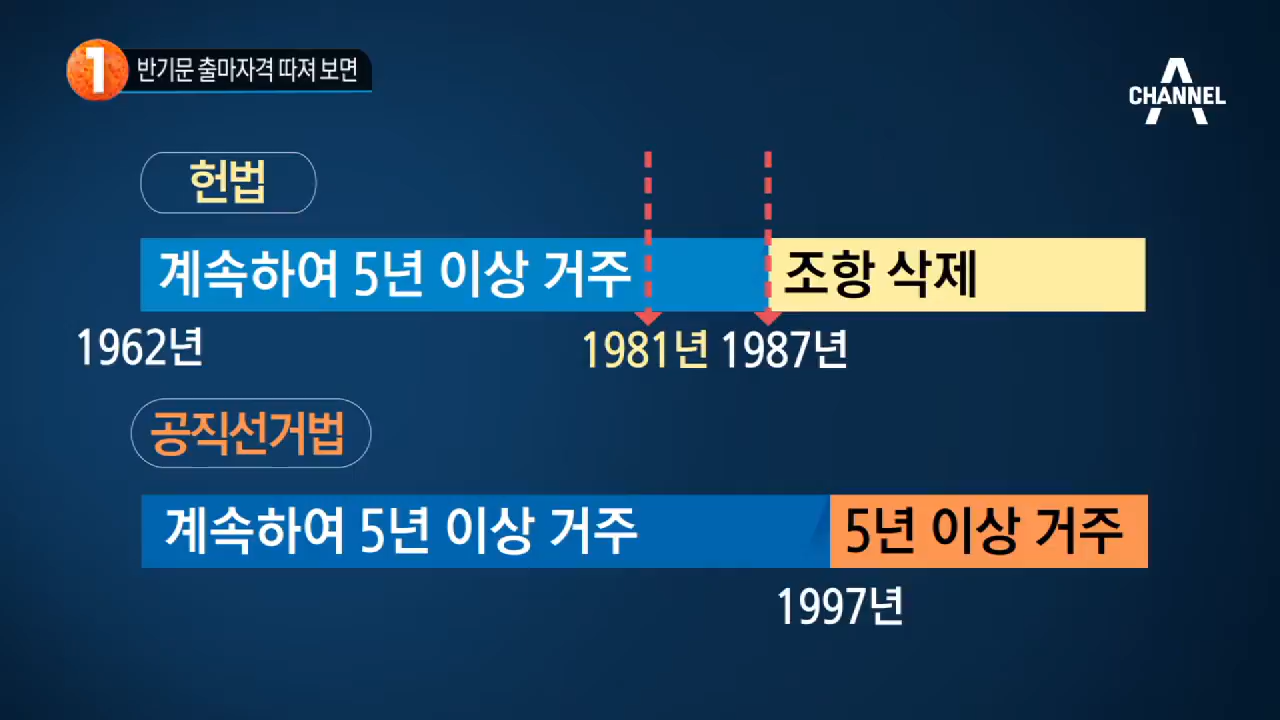 1 반기문 출마자격 따져 보면
CHANNEL A
헌법
계속하여 5년 이상 거주 조항 삭제
1962년 1981년 1987년
공직선거법
계속하여 5년 이상 거주 5년 이상 거주
1997년